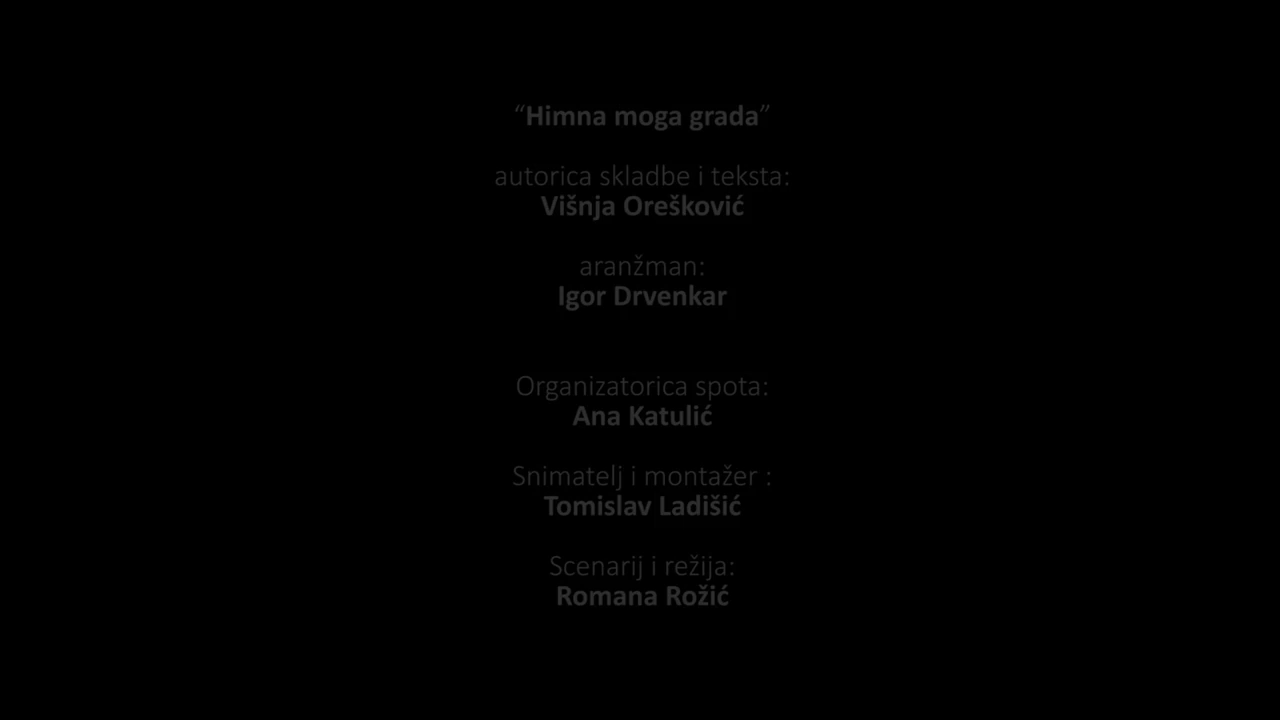 “Himna moga grada”
autorica skladbe i teksta:
Višnja Orešković
aranžman:
Igor Drvenkar
Organizatorica spota:
Ana Katulić
Snimatelj i montažer :
Tomislav Ladišić
Scenarij i režija:
Romana Rožić